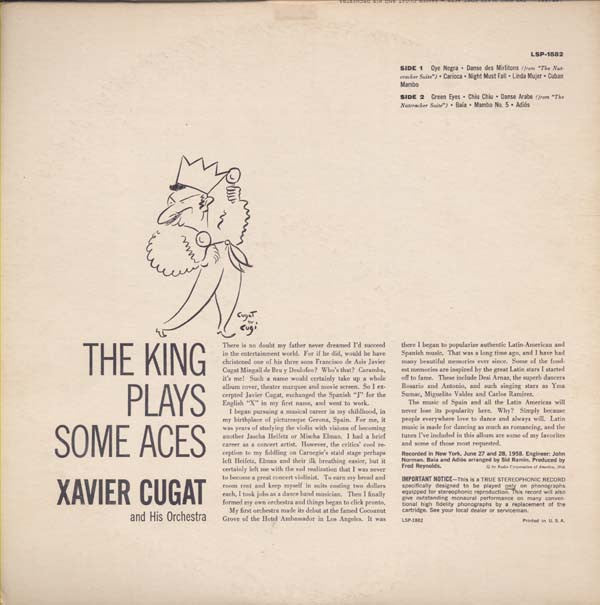 LSP-1882
SIDE 1 Oye Negra • Danse des Mirlitons (from "The Nut-
cracker Suite") • Carioca • Night Must Fall • Linda Mujer • Cuban
Mambo
SIDE 2 Green Eyes • Chiu Chiu • Danse Arabe (from "The
Nutcracker Suite") • Baía • Mambo No. 5 • Adiós
Cugat
by
Cugi
THE KING
PLAYS
SOME ACES
XAVIER CUGAT
and His Orchestra
There is no doubt my father never dreamed I'd succeed
in the entertainment world. For if he did, would he have
christened one of his three sons Francisco de Asis Javier
Cugat Mingall de Bru y Deulofeo? Who's that? Caramba,
it's me! Such a name would certainly take up a whole
album cover, theater marquee and movie screen. So I ex-
cerpted Javier Cugat, exchanged the Spanish "J" for the
English "X" in my first name, and went to work.
I began pursuing a musical career in my childhood, in
my birthplace of picturesque Gerona, Spain. For me, it
was years of studying the violin with visions of becoming
another Jascha Heifetz or Mischa Elman. I had a brief
career as a concert artist. However, the critics' cool re-
ception to my fiddling on Carnegie's staid stage perhaps
left Heifetz, Elman and their ilk breathing easier, but it
certainly left me with the sad realization that I was never
to become a great concert violinist. To earn my bread and
room rent and keep myself in suits costing two dollars
each, I took jobs as a dance band musician. Then I finally
formed my own orchestra and things began to click pronto.
My first orchestra made its debut at the famed Cocoanut
Grove of the Hotel Ambassador in Los Angeles. It was
there I began to popularize authentic Latin-American and
Spanish music. That was a long time ago, and I have had
many beautiful memories ever since. Some of the fond-
est memories are inspired by the great Latin stars I started
off to fame. These include Desi Arnaz, the superb dancers
Rosario and Antonio, and such singing stars as Yma
Sumac, Miguelito Valdez and Carlos Ramirez.
The music of Spain and all the Latin Americas will
never lose its popularity here. Why? Simply because
people everywhere love to dance and always will. Latin
music is made for dancing as much as romancing, and the
tunes I've included in this album are some of my favorites
and some of those most requested.
Recorded in New York, June 27 and 28, 1958. Engineer: John
Norman. Baía and Adiós arranged by Sid Ramin. Produced by
Fred Reynolds.
© by Radio Corporation of America, 1958
IMPORTANT NOTICE—This is a TRUE STEREOPHONIC RECORD
specifically designed to be played only on phonographs
equipped for stereophonic reproduction. This record will also
give outstanding monaural performance on many conven-
tional high fidelity phonographs by a replacement of the
cartridge. See your local dealer or serviceman.
LSP-1882
Printed in U. S. A.